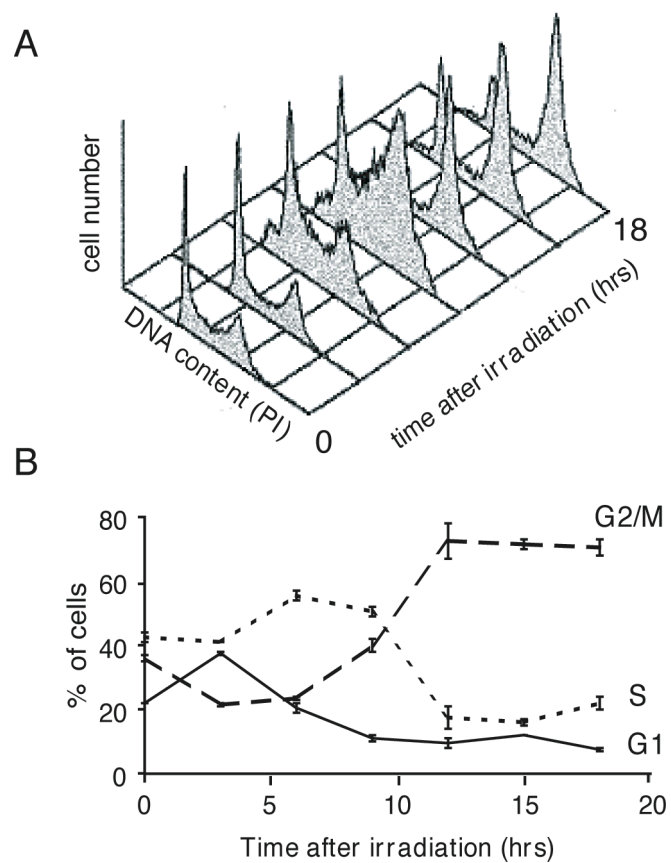 A
cell number
DNA content (PI)
0
time after irradiation (hrs)
18
B
% of cells
80
60
40
20
0
G2/M
S
G1
0
5
10
15
20
Time after irradiation (hrs)